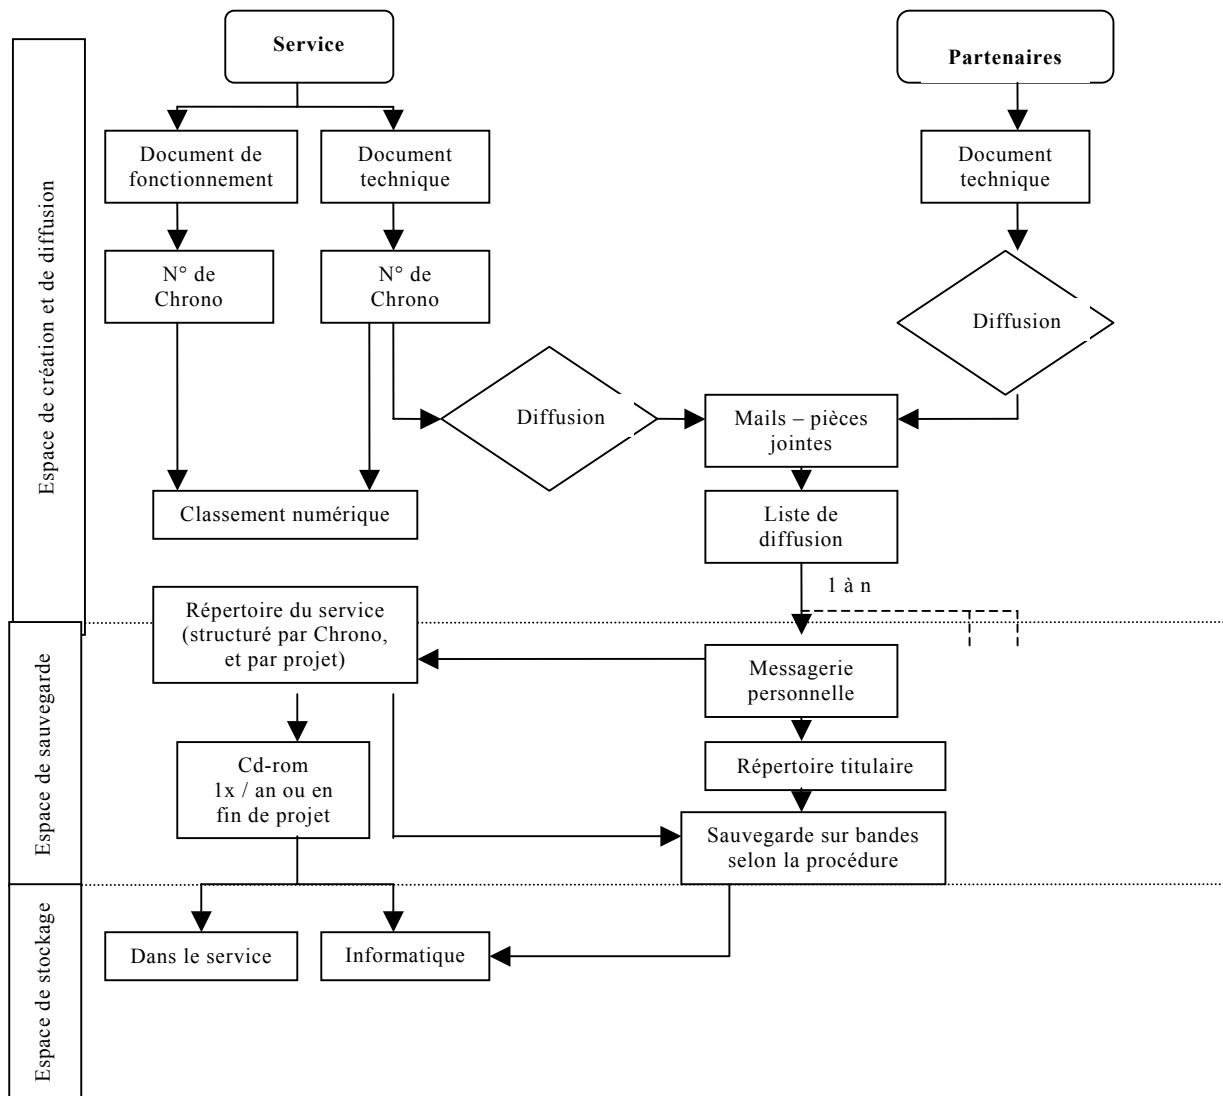 Service
Partenaires
Espace de création et de diffusion
Document de
fonctionnement
Document
technique
Document
technique
N° de
Chrono
N° de
Chrono
Diffusion
Diffusion
Mails – pièces
jointes
Classement numérique
Liste de
diffusion
1 à n
Répertoire du service
(structuré par Chrono,
et par projet)
Espace de sauvegarde
Messagerie
personnelle
Cd-rom
1x / an ou en
fin de projet
Répertoire titulaire
Sauvegarde sur bandes
selon la procédure
Espace de stockage
Dans le service
Informatique